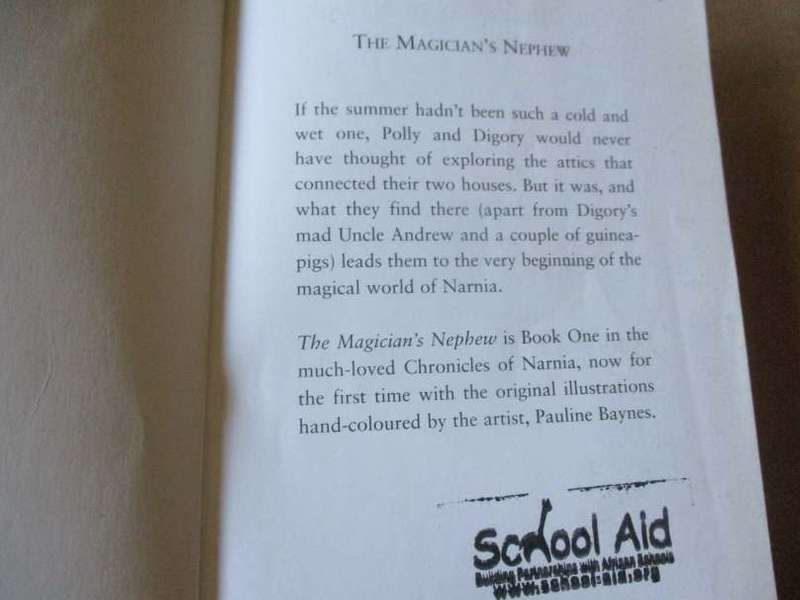 THE MAGICIAN'S NEPHEW
If the summer hadn't been such a cold and
wet one, Polly and Digory would never
have thought of exploring the attics that
connected their two houses. But it was, and
what they find there (apart from Digory's
mad Uncle Andrew and a couple of guinea-
pigs) leads them to the very beginning of the
magical world of Narnia.
The Magician's Nephew is Book One in the
much-loved Chronicles of Narnia, now for
the first time with the original illustrations
hand-coloured by the artist, Pauline Baynes.
School Aid
Building Partnerships with African Schools
www.school-aid.org